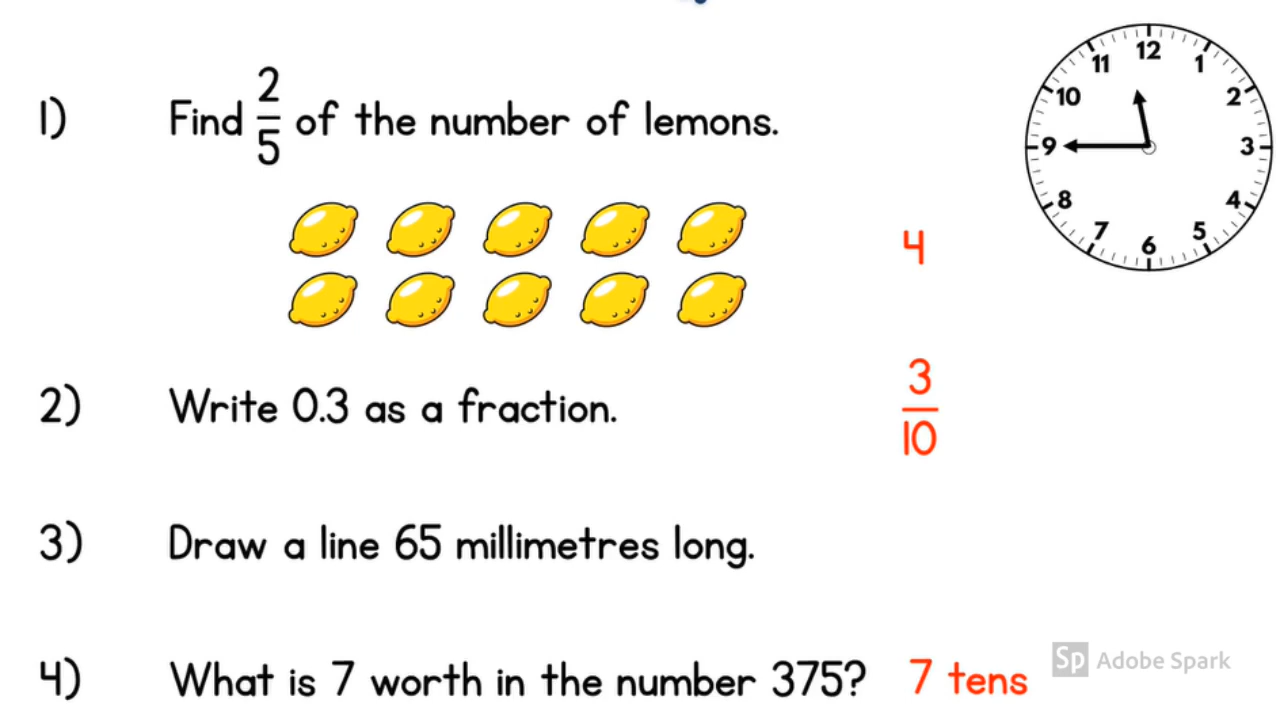 1) Find 2/5 of the number of lemons.
4
2) Write 0.3 as a fraction.
3/10
3) Draw a line 65 millimetres long.
4) What is 7 worth in the number 375? 7 tens
12
1
2
3
4
5
6
7
8
9
10
11
Sp Adobe Spark